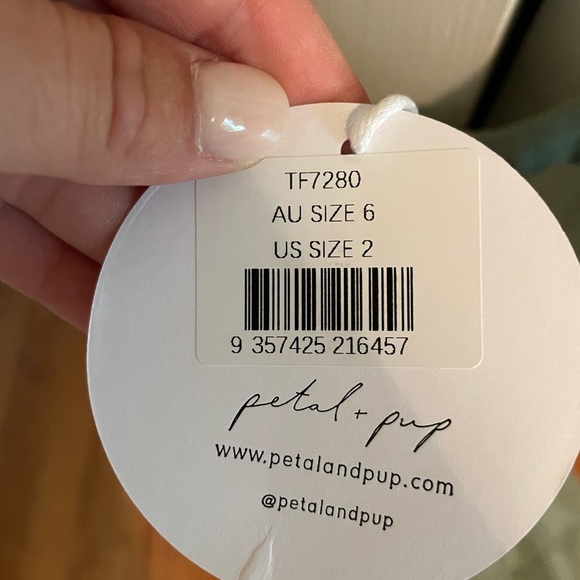 TF7280
AU SIZE 6
US SIZE 2
9 357425 216457
petal + pup
www.petalandpup.com
@petalandpup